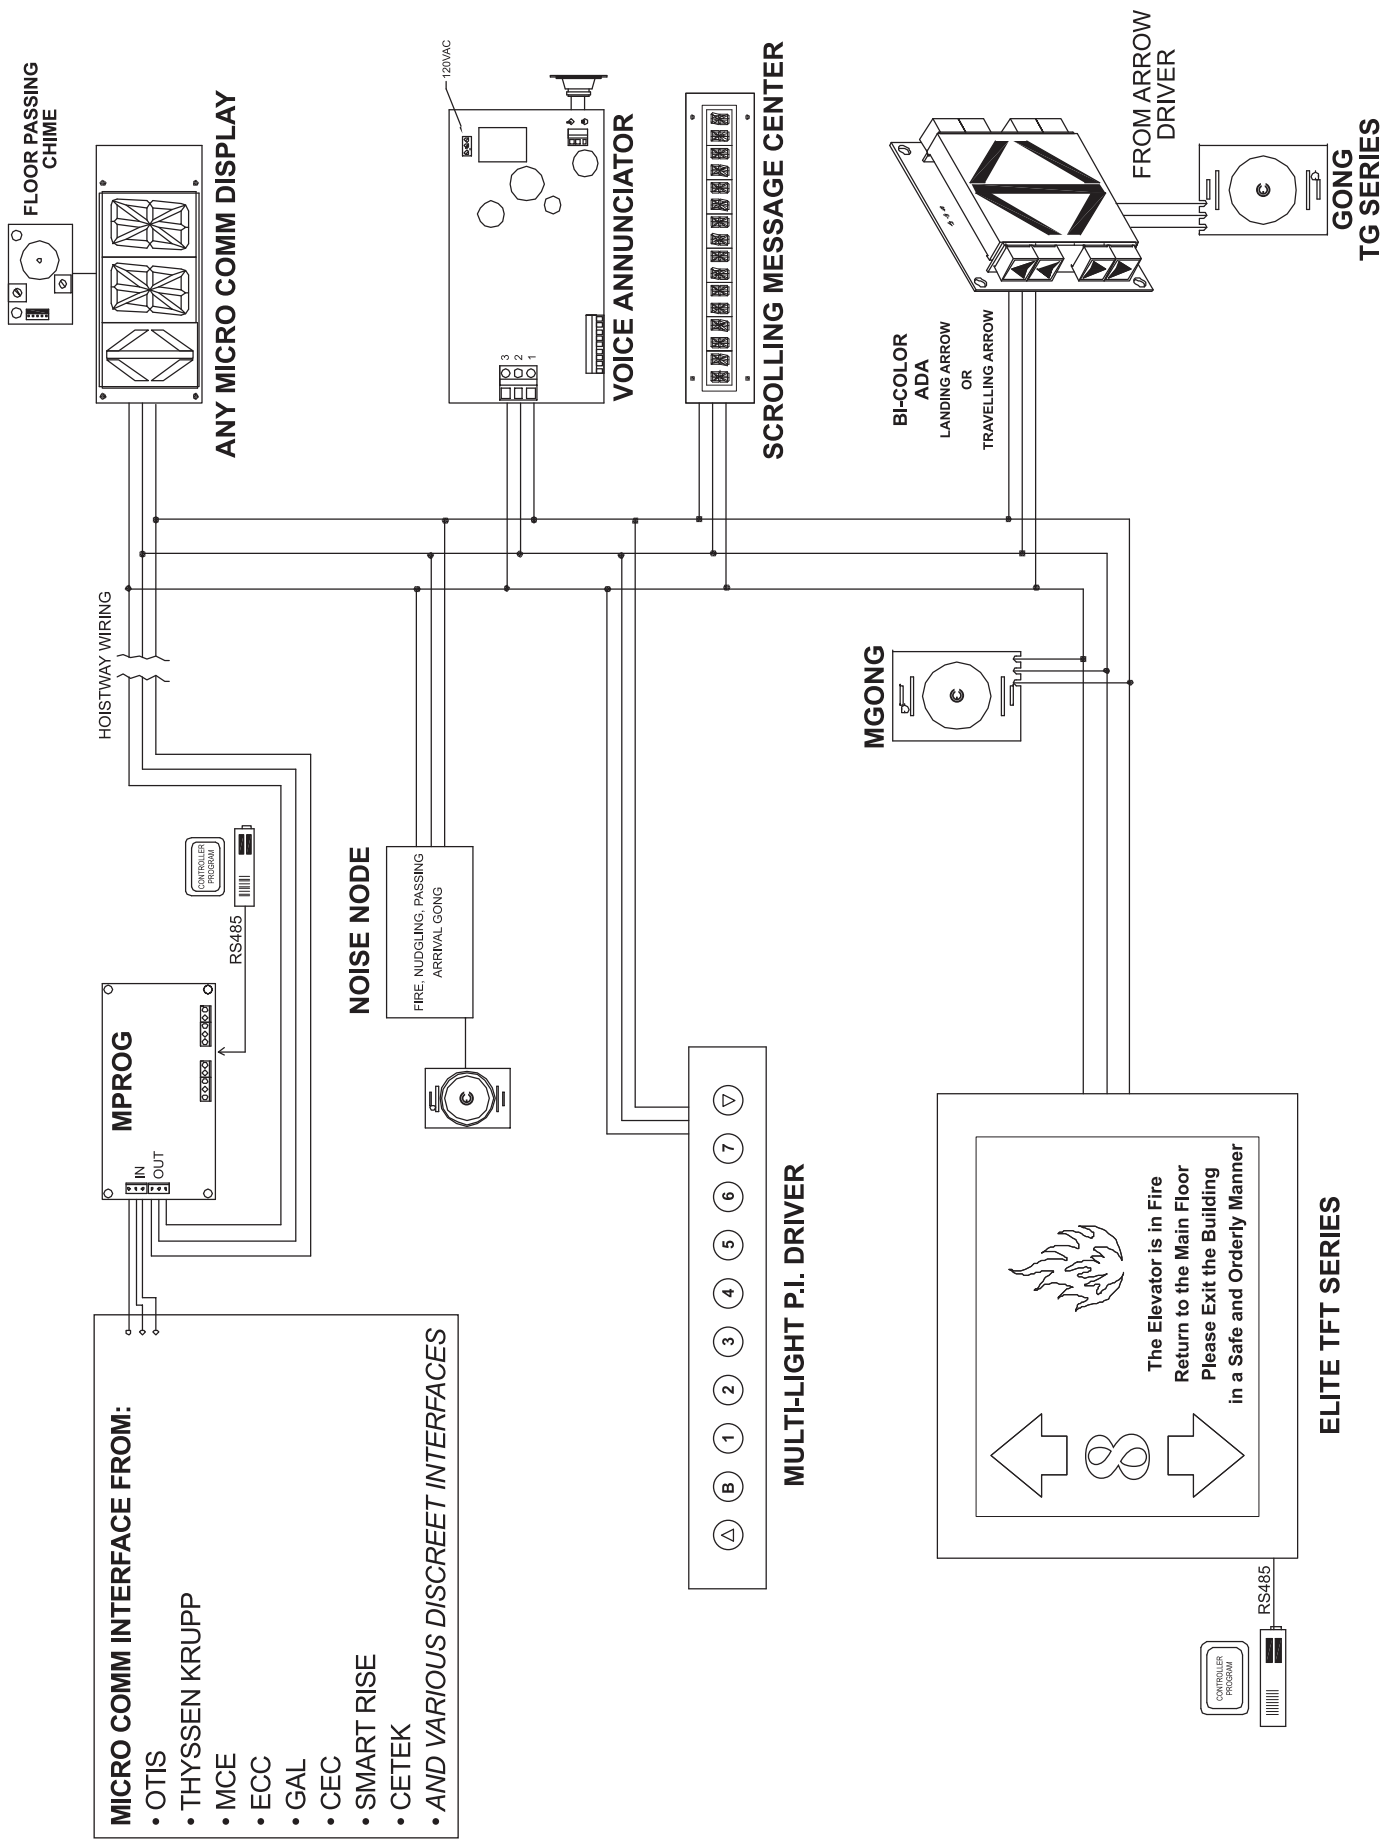 MICRO COMM INTERFACE FROM:
• OTIS
• THYSSEN KRUPP
• MCE
• ECC
• GAL
• CEC
• SMART RISE
• CETEK
• AND VARIOUS DISCREET INTERFACES
MPROG
IN
OUT
RS485
CONTROLLER
PROGRAM
HOISTWAY WIRING
FLOOR PASSING
CHIME
ANY MICRO COMM DISPLAY
NOISE NODE
FIRE, NUDGLING, PASSING
ARRIVAL GONG
120VAC
3
2
1
VOICE ANNUNCIATOR
SCROLLING MESSAGE CENTER
B 1 2 3 4 5 6 7
MULTI-LIGHT P.I. DRIVER
MGONG
BI-COLOR
ADA
LANDING ARROW
OR
TRAVELLING ARROW
FROM ARROW
DRIVER
GONG
TG SERIES
8
The Elevator is in Fire
Return to the Main Floor
Please Exit the Building
in a Safe and Orderly Manner
ELITE TFT SERIES
RS485
CONTROLLER
PROGRAM